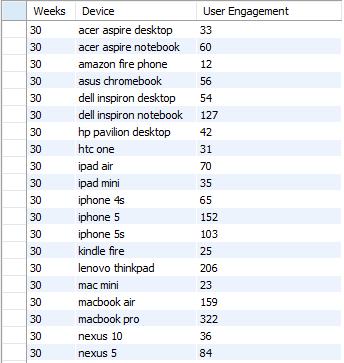 Weeks Device User Engagement
30 acer aspire desktop 33
30 acer aspire notebook 60
30 amazon fire phone 12
30 asus chromebook 56
30 dell inspiron desktop 54
30 dell inspiron notebook 127
30 hp pavilion desktop 42
30 htc one 31
30 ipad air 70
30 ipad mini 35
30 iphone 4s 65
30 iphone 5 152
30 iphone 5s 103
30 kindle fire 25
30 lenovo thinkpad 206
30 mac mini 23
30 macbook air 159
30 macbook pro 322
30 nexus 10 36
30 nexus 5 84